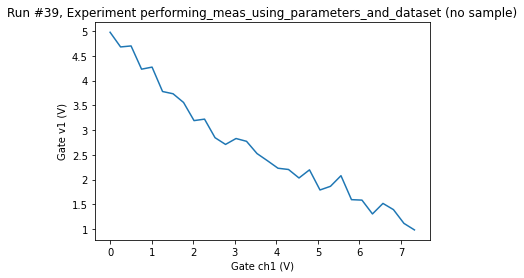 Run #39, Experiment performing_meas_using_parameters_and_dataset (no sample)
5
4.5
4
3.5
3
2.5
2
1.5
1
Gate v1 (V)
0 1 2 3 4 5 6 7
Gate ch1 (V)